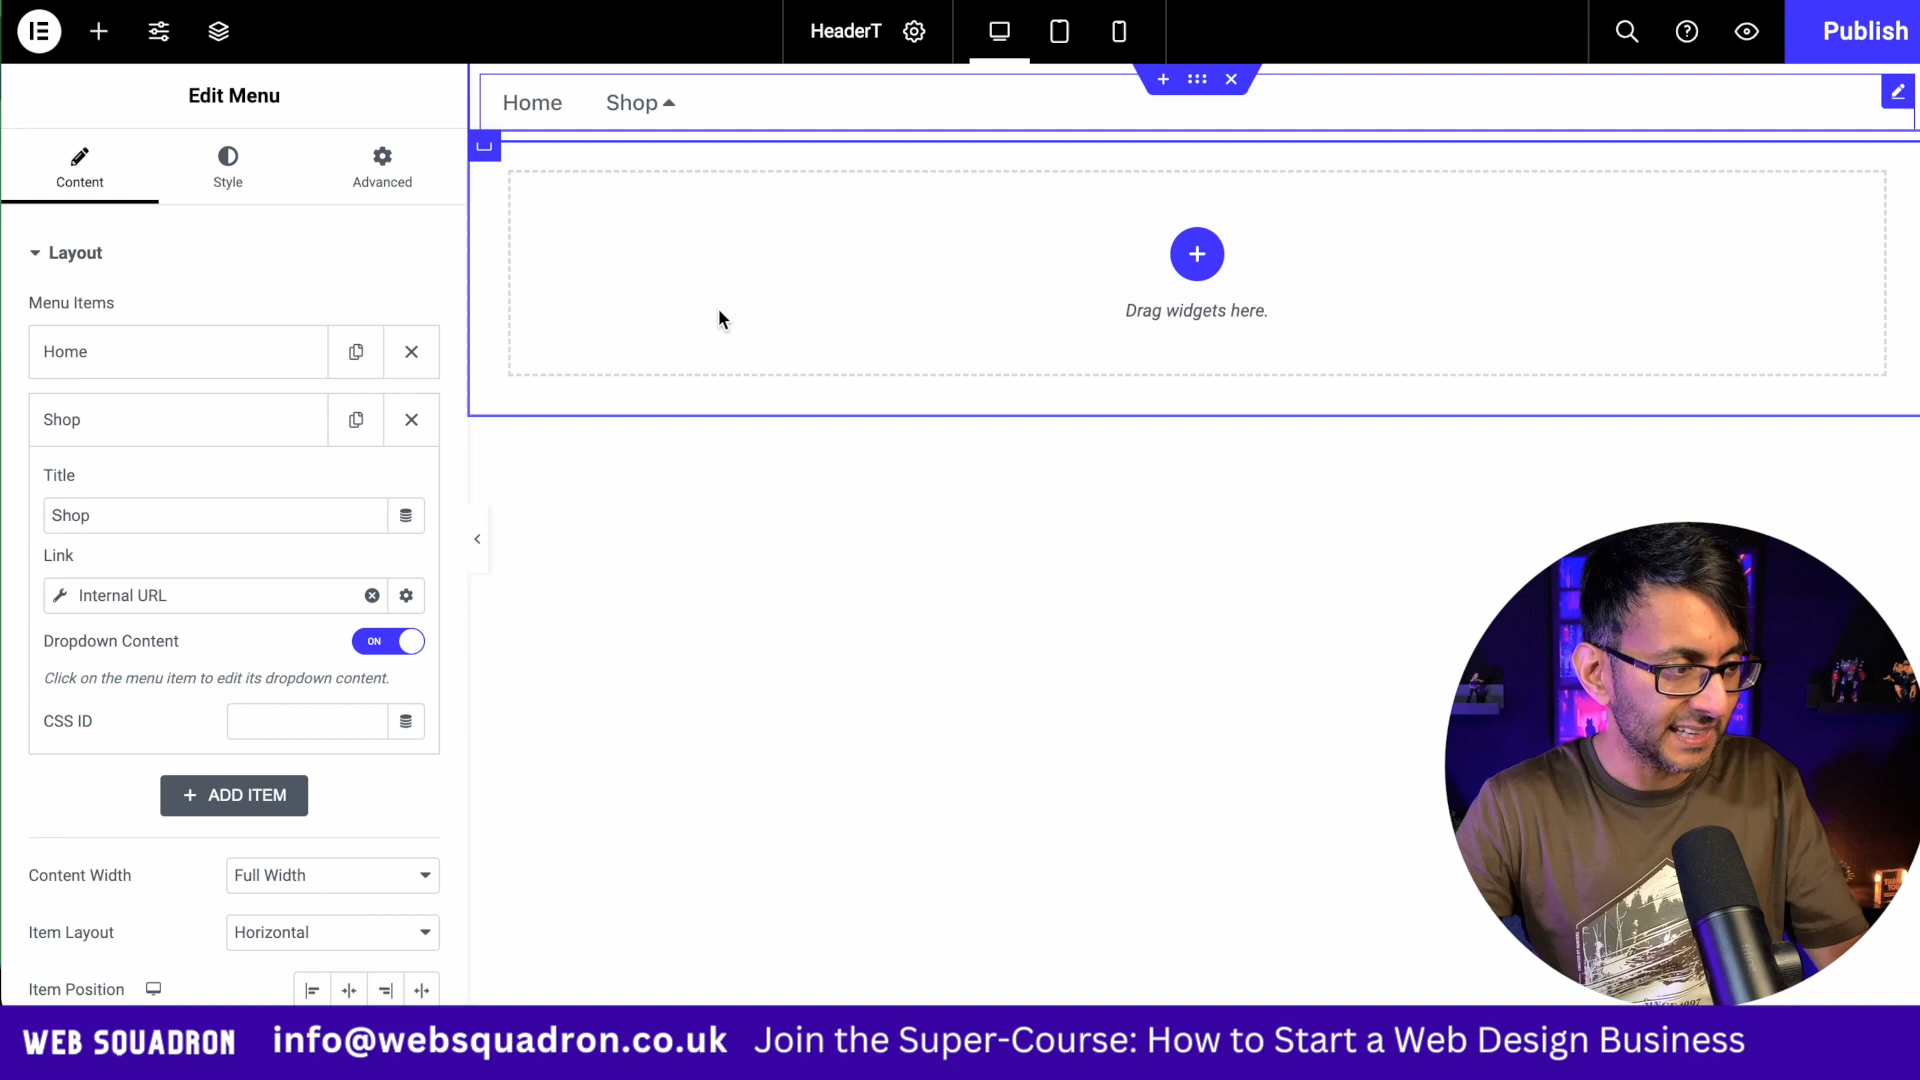 HeaderT
Publish
Edit Menu
Content
Style
Advanced
Layout
Menu Items
Home
Shop
Title
Shop
Link
Internal URL
Dropdown Content
ON
Click on the menu item to edit its dropdown content.
CSS ID
+ ADD ITEM
Content Width
Full Width
Item Layout
Horizontal
Item Position
Home
Shop
Drag widgets here.
WEB SQUADRON
info@websquadron.co.uk
Join the Super-Course: How to Start a Web Design Business